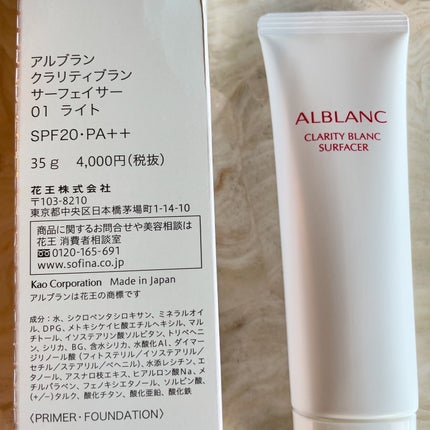 アルブラン
クラリティブラン
サーフェイサー
01 ライト
SPF20・PA++
35g 4,000円(税抜)
花王株式会社
〒103-8210
東京都中央区日本橋茅場町1-14-10
商品に関するお問合せや美容相談は
花王 消費者相談室
0120-165-691
www.sofina.co.jp
Kao Corporation Made in Japan
アルブランは花王の商標です
成分：水、シクロペンタシロキサン、ミネラルオイ
ル、DPG、メトキシケイヒ酸エチルヘキシル、マル
チトール、イソステアリン酸ソルビタン、トリベヘニ
ン、シリカ、BG、含水シリカ、水酸化Al、ダイマー
ジリノール酸(フィトステリル/イソステアリル/
セチル/ステアリル/ベヘニル)、水添レシチン、エタ
ノール、アスナロ枝エキス、ヒアルロン酸Na、メ
チルパラベン、フェノキシエタノール、ソルビン酸、
(+/−)タルク、酸化チタン、酸化亜鉛、酸化鉄
〈PRIMER・FOUNDATION〉
ALBLANC
CLARITY BLANC
SURFACER